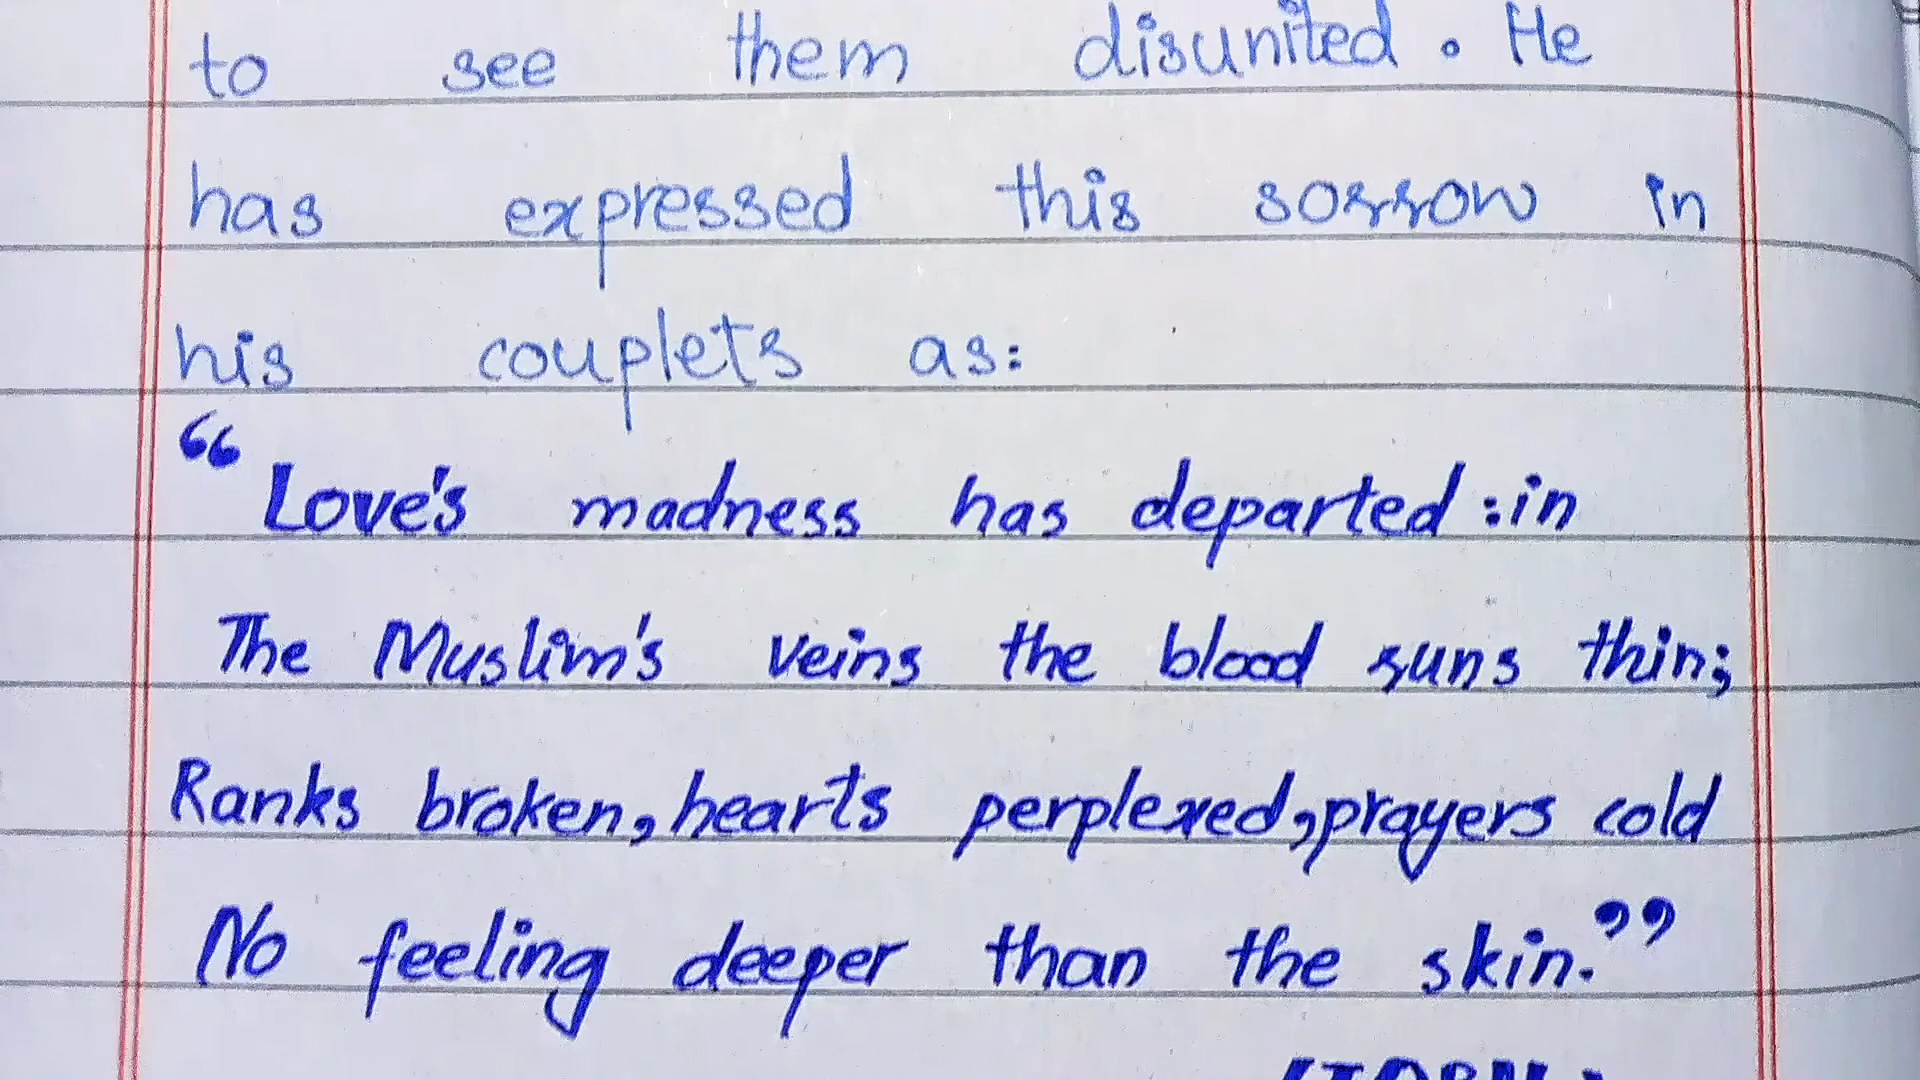 to see them disunited. He
has expressed this sorrow in
his couplets as:
“Love's madness has departed :in
The Muslim's veins the blood runs thin;
Ranks broken, hearts perplexed, prayers cold
No feeling deeper than the skin.”